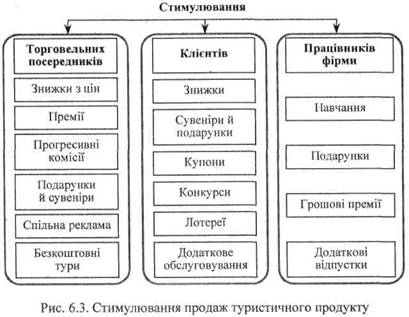 Стимулювання
Торговельних
посередників
Знижки з цін
Премії
Прогресивні
комісії
Подарунки
й сувеніри
Спільна реклама
Безкоштовні
тури
Клієнтів
Знижки
Сувеніри й
подарунки
Купони
Конкурси
Лотереї
Додаткове
обслуговування
Працівників
фірми
Навчання
Подарунки
Грошові премії
Додаткові
відпустки
Рис. 6.3. Стимулювання продаж туристичного продукту